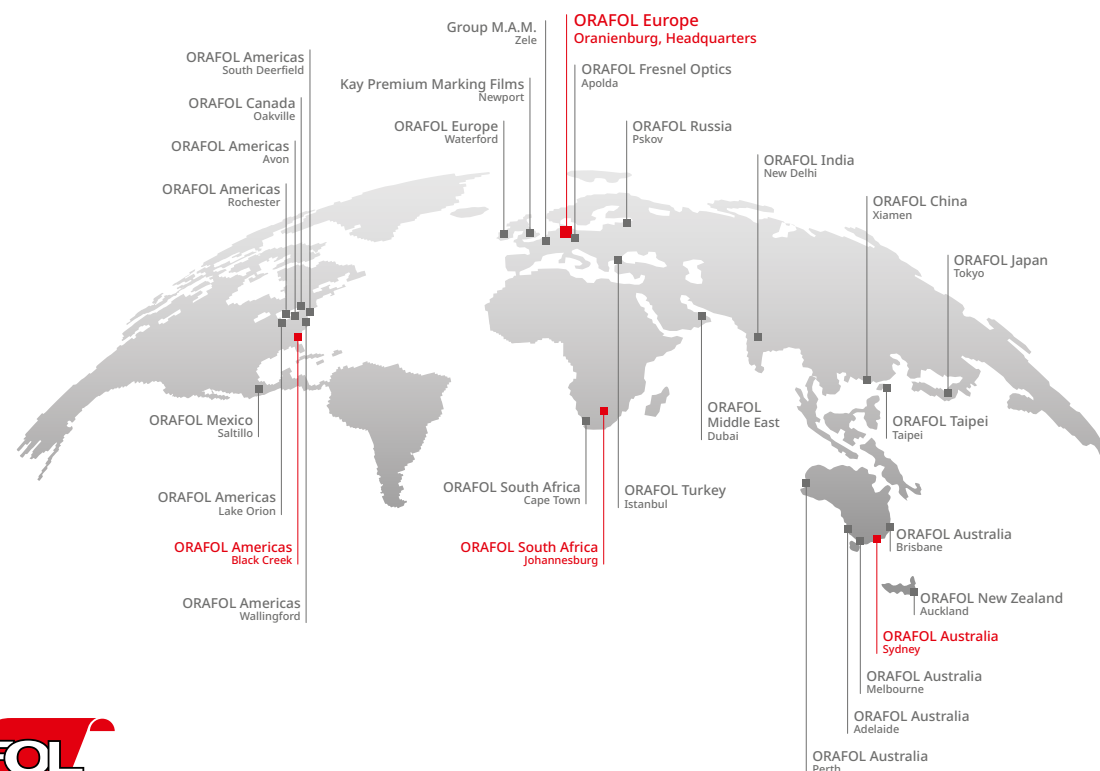 ORAFOL Europe
Oranienburg, Headquarters
Group M.A.M.
Zele
ORAFOL Americas
South Deerfield
ORAFOL Fresnel Optics
Apolda
Kay Premium Marking Films
Newport
ORAFOL Canada
Oakville
ORAFOL Europe
Waterford
ORAFOL Russia
Pskov
ORAFOL Americas
Avon
ORAFOL India
New Delhi
ORAFOL Americas
Rochester
ORAFOL China
Xiamen
ORAFOL Japan
Tokyo
ORAFOL Mexico
Saltillo
ORAFOL
Middle East
Dubai
ORAFOL Taipei
Taipei
ORAFOL Americas
Lake Orion
ORAFOL South Africa
Cape Town
ORAFOL Turkey
Istanbul
ORAFOL Americas
Black Creek
ORAFOL South Africa
Johannesburg
ORAFOL Australia
Brisbane
ORAFOL Americas
Wallingford
ORAFOL New Zealand
Auckland
ORAFOL Australia
Sydney
ORAFOL Australia
Melbourne
ORAFOL Australia
Adelaide
ORAFOL Australia
Perth
FOL